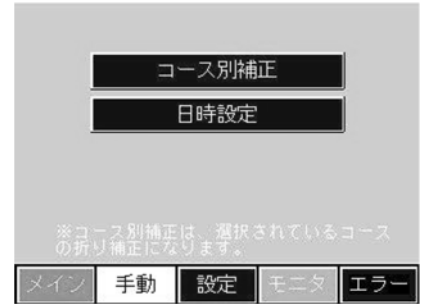 コース別補正
日時設定
※コース別補正は、選択されているコース
の折り補正になります。
メイン 手動 設定 モニタ エラー